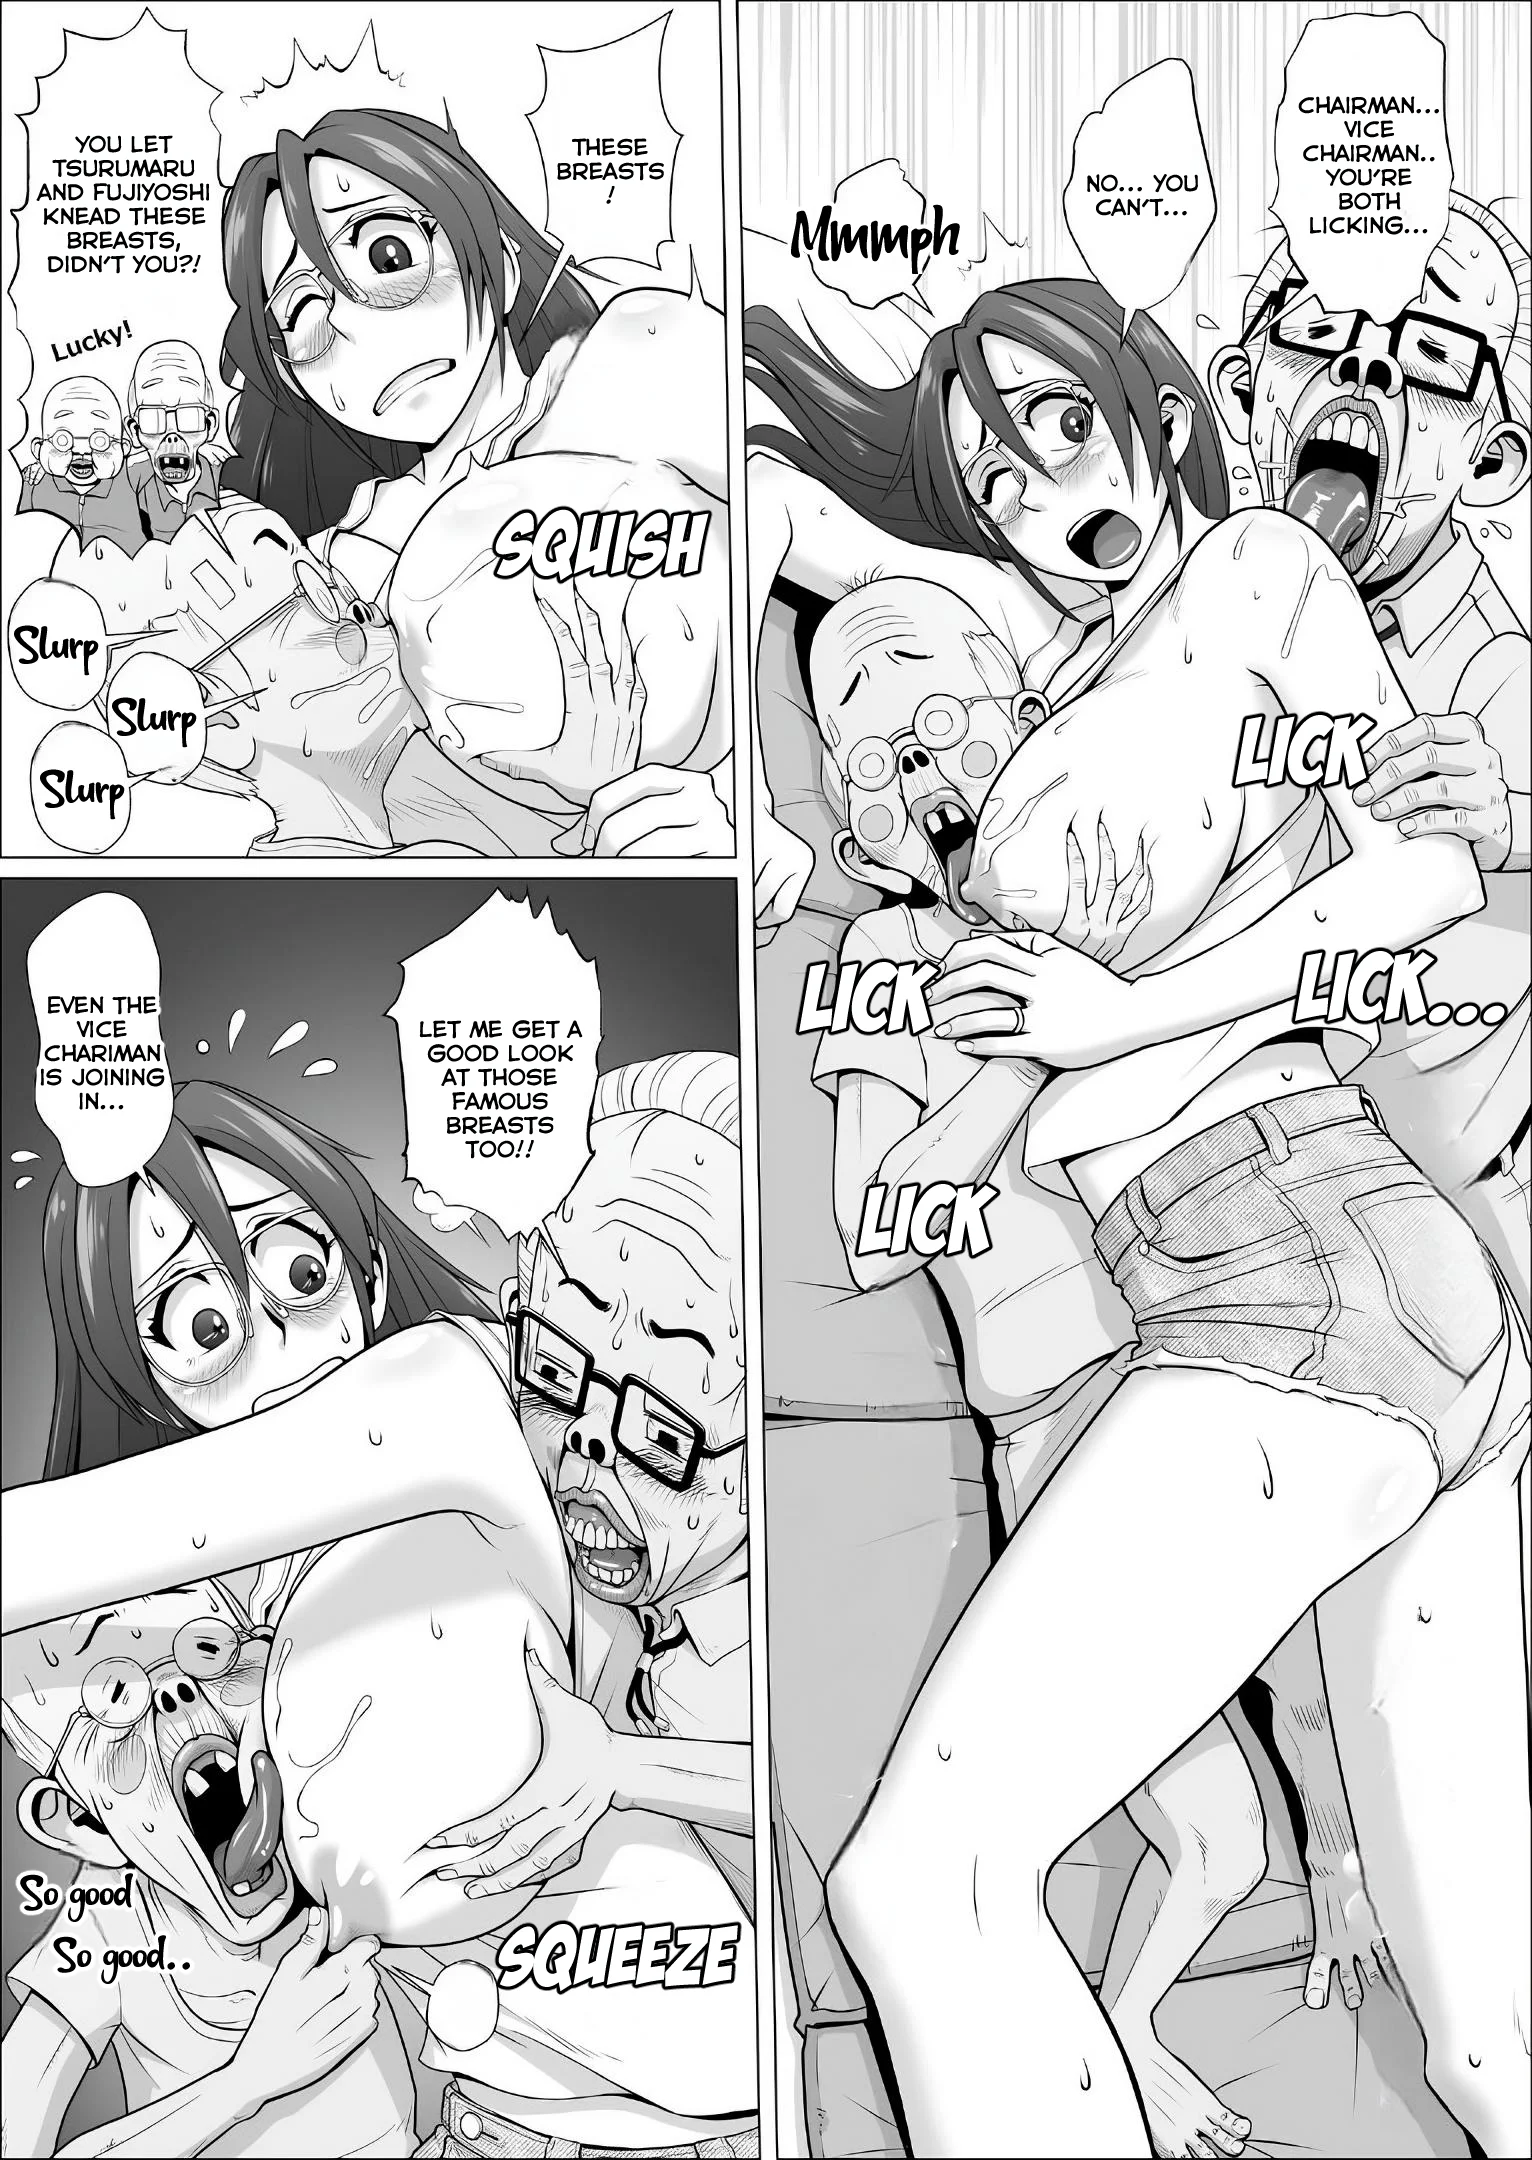 CHAIRMAN...
VICE
CHAIRMAN..
YOU'RE
BOTH
LICKING...
NO... YOU
CAN'T...
Mmmph
LICK
LICK
LICK...
LICK
THESE
BREASTS
!
YOU LET
TSURUMARU
AND FUJIYOSHI
KNEAD THESE
BREASTS,
DIDN'T YOU?!
Lucky!
SQUISH
Slurp
Slurp
Slurp
LET ME GET A
GOOD LOOK
AT THOSE
FAMOUS
BREASTS
TOO!!
EVEN THE
VICE
CHARIMAN
IS JOINING
IN...
So good
So good..
SQUEEZE